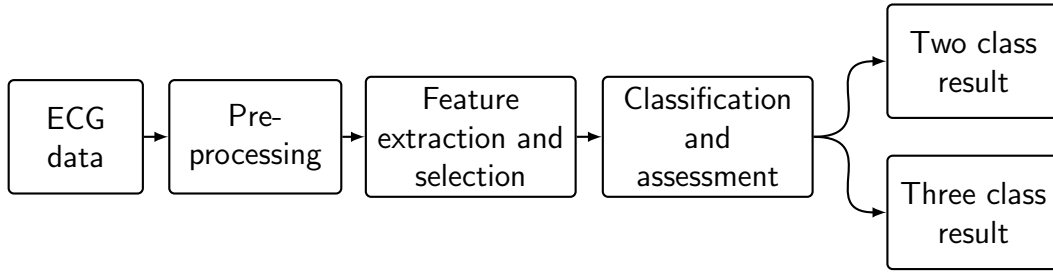 ECG
data
Pre-
processing
Feature
extraction and
selection
Classification
and
assessment
Two class
result
Three class
result